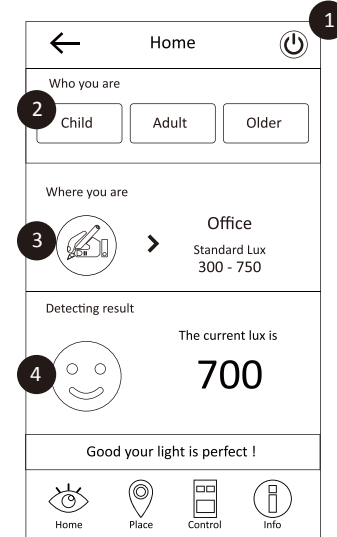 1
Home
Who you are
2
Child Adult Older
Where you are
3
Office
Standard Lux
300 - 750
Detecting result
4
The current lux is
700
Good your light is perfect !
Home Place Control Info